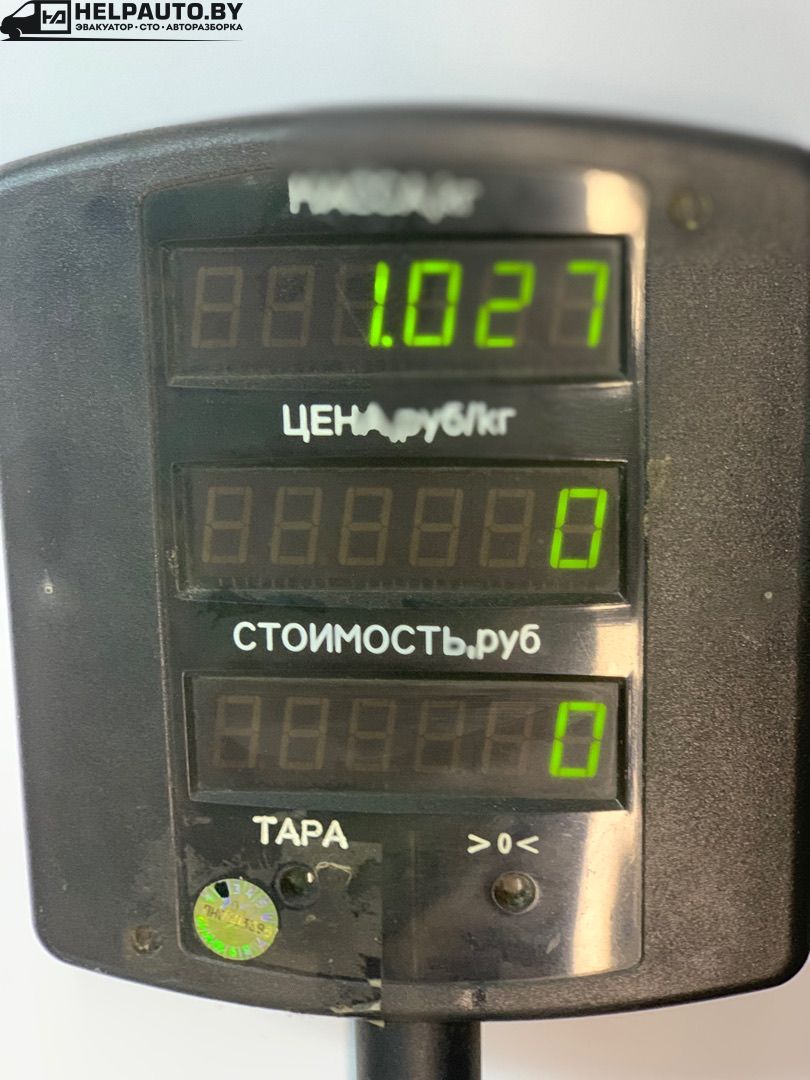 HELPAUTO.BY
ЭВАКУАТОР · СТО · АВТОРАЗБОРКА
1.027
ЦЕНА,руб/кг
0
СТОИМОСТЬ,руб
0
ТАРА
>0<